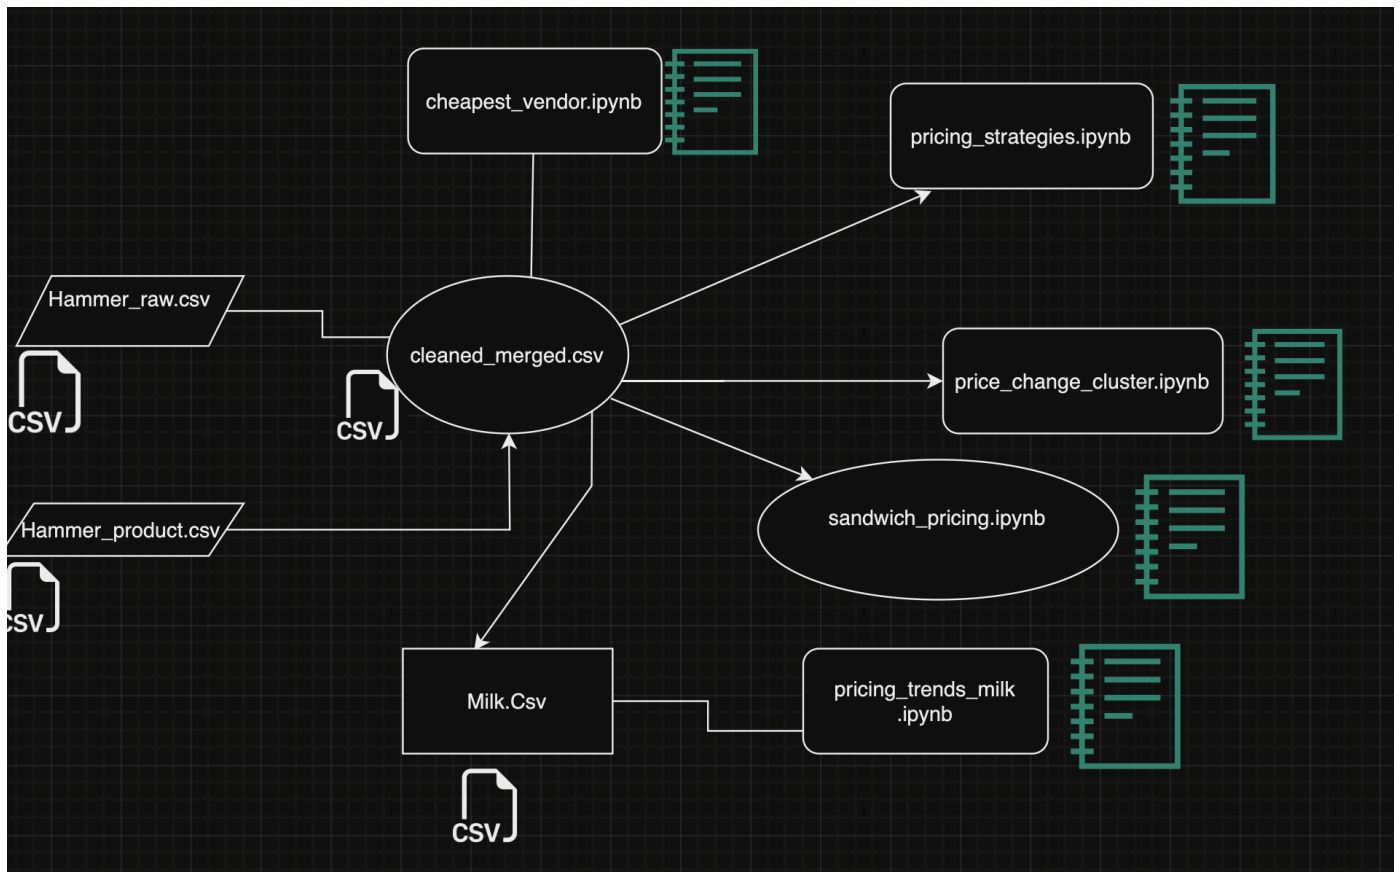 cheapest_vendor.ipynb
pricing_strategies.ipynb
Hammer_raw.csv
CSV
cleaned_merged.csv
CSV
price_change_cluster.ipynb
Hammer_product.csv
CSV
sandwich_pricing.ipynb
Milk.Csv
CSV
pricing_trends_milk
.ipynb